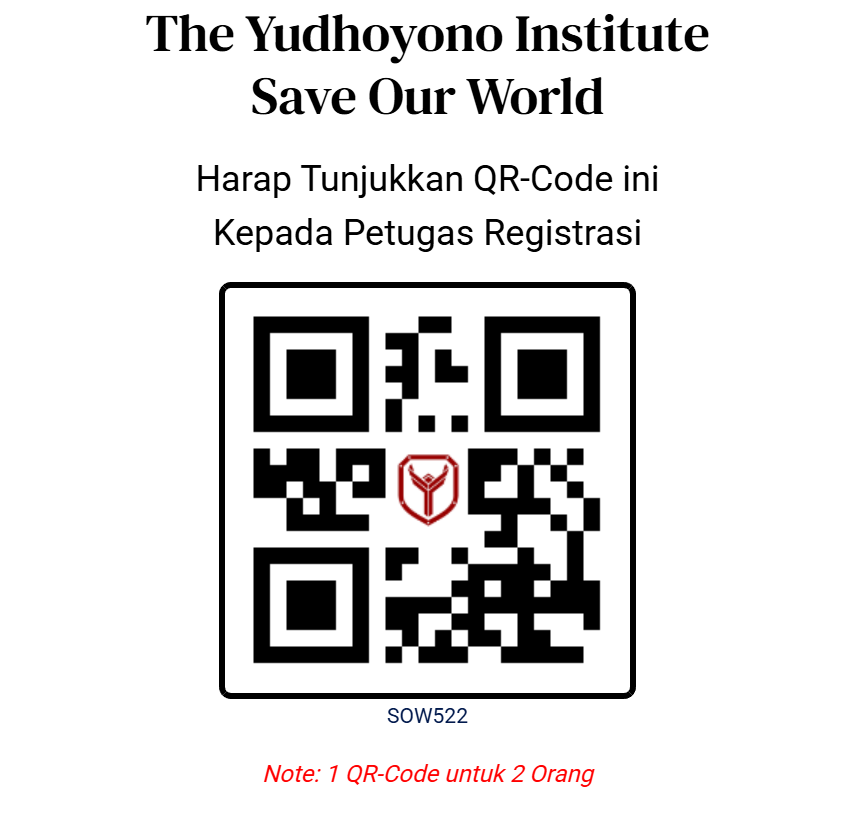 The Yudhoyono Institute
Save Our World
Harap Tunjukkan QR-Code ini
Kepada Petugas Registrasi
SOW522
Note: 1 QR-Code untuk 2 Orang